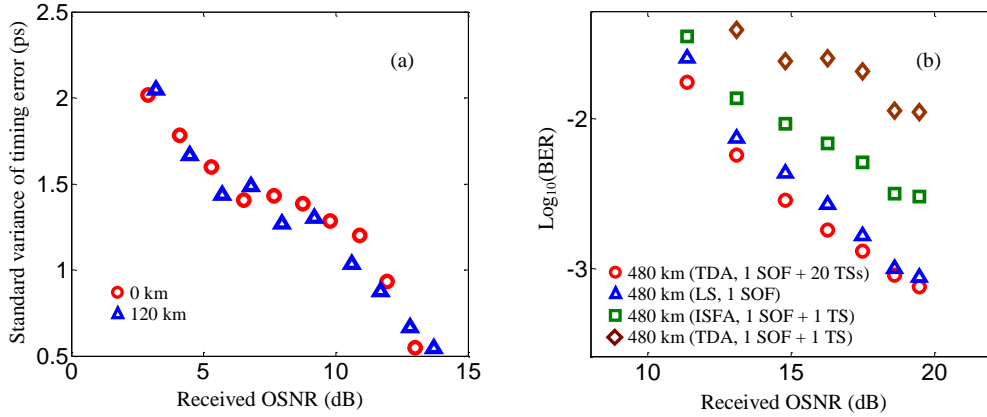 Standard variance of timing error (ps)
2.5
2
1.5
1
0.5
(a)
0 km
120 km
0
5
10
15
Received OSNR (dB)
Log10(BER)
-2
-3
(b)
480 km (TDA, 1 SOF + 20 TSs)
480 km (LS, 1 SOF)
480 km (ISFA, 1 SOF + 1 TS)
480 km (TDA, 1 SOF + 1 TS)
10
15
20
Received OSNR (dB)